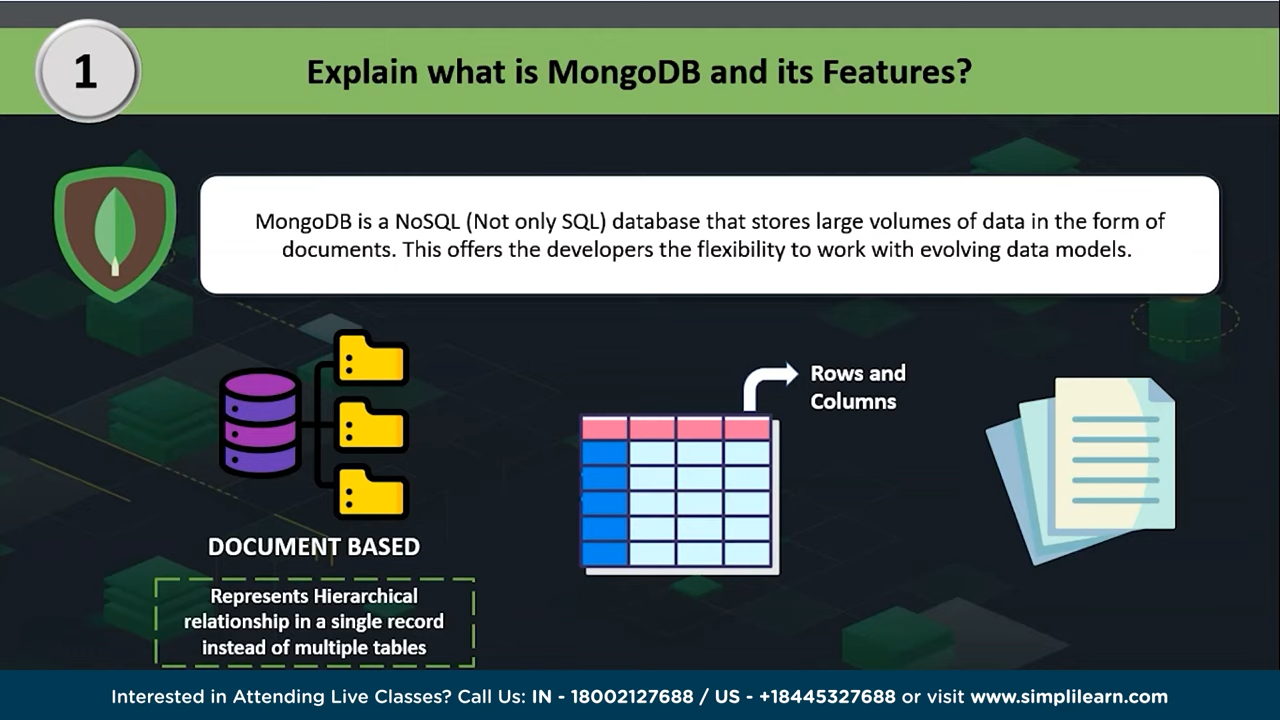 1
Explain what is MongoDB and its Features?
MongoDB is a NoSQL (Not only SQL) database that stores large volumes of data in the form of
documents. This offers the developers the flexibility to work with evolving data models.
Rows and
Columns
DOCUMENT BASED
Represents Hierarchical
relationship in a single record
instead of multiple tables
Interested in Attending Live Classes? Call Us: IN - 18002127688 / US - +18445327688 or visit www.simplilearn.com